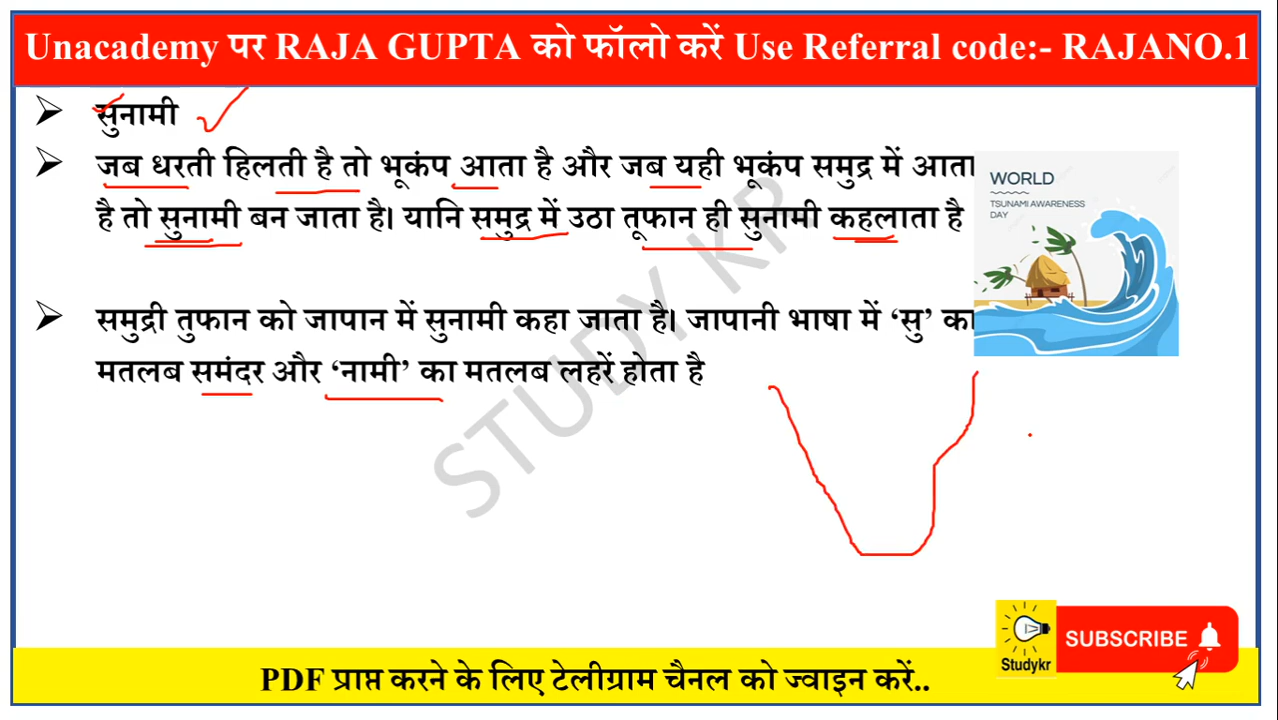 Unacademy पर RAJA GUPTA को फॉलो करें Use Referral code:- RAJANO.1
सुनामी
जब धरती हिलती है तो भूकंप आता है और जब यही भूकंप समुद्र में आता
है तो सुनामी बन जाता है। यानि समुद्र में उठा तूफान ही सुनामी कहलाता है
WORLD
TSUNAMI AWARENESS
DAY
समुद्री तुफान को जापान में सुनामी कहा जाता है। जापानी भाषा में ‘सु’ का
मतलब समंदर और ‘नामी’ का मतलब लहरें होता है
STUDY KR
SUBSCRIBE
Studykr
PDF प्राप्त करने के लिए टेलीग्राम चैनल को ज्वाइन करें..